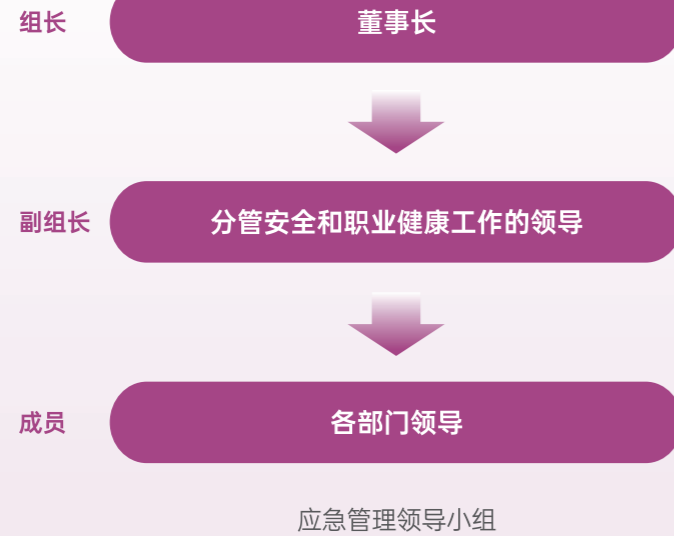 组长
董事长
副组长
分管安全和职业健康工作的领导
成员
各部门领导
应急管理领导小组